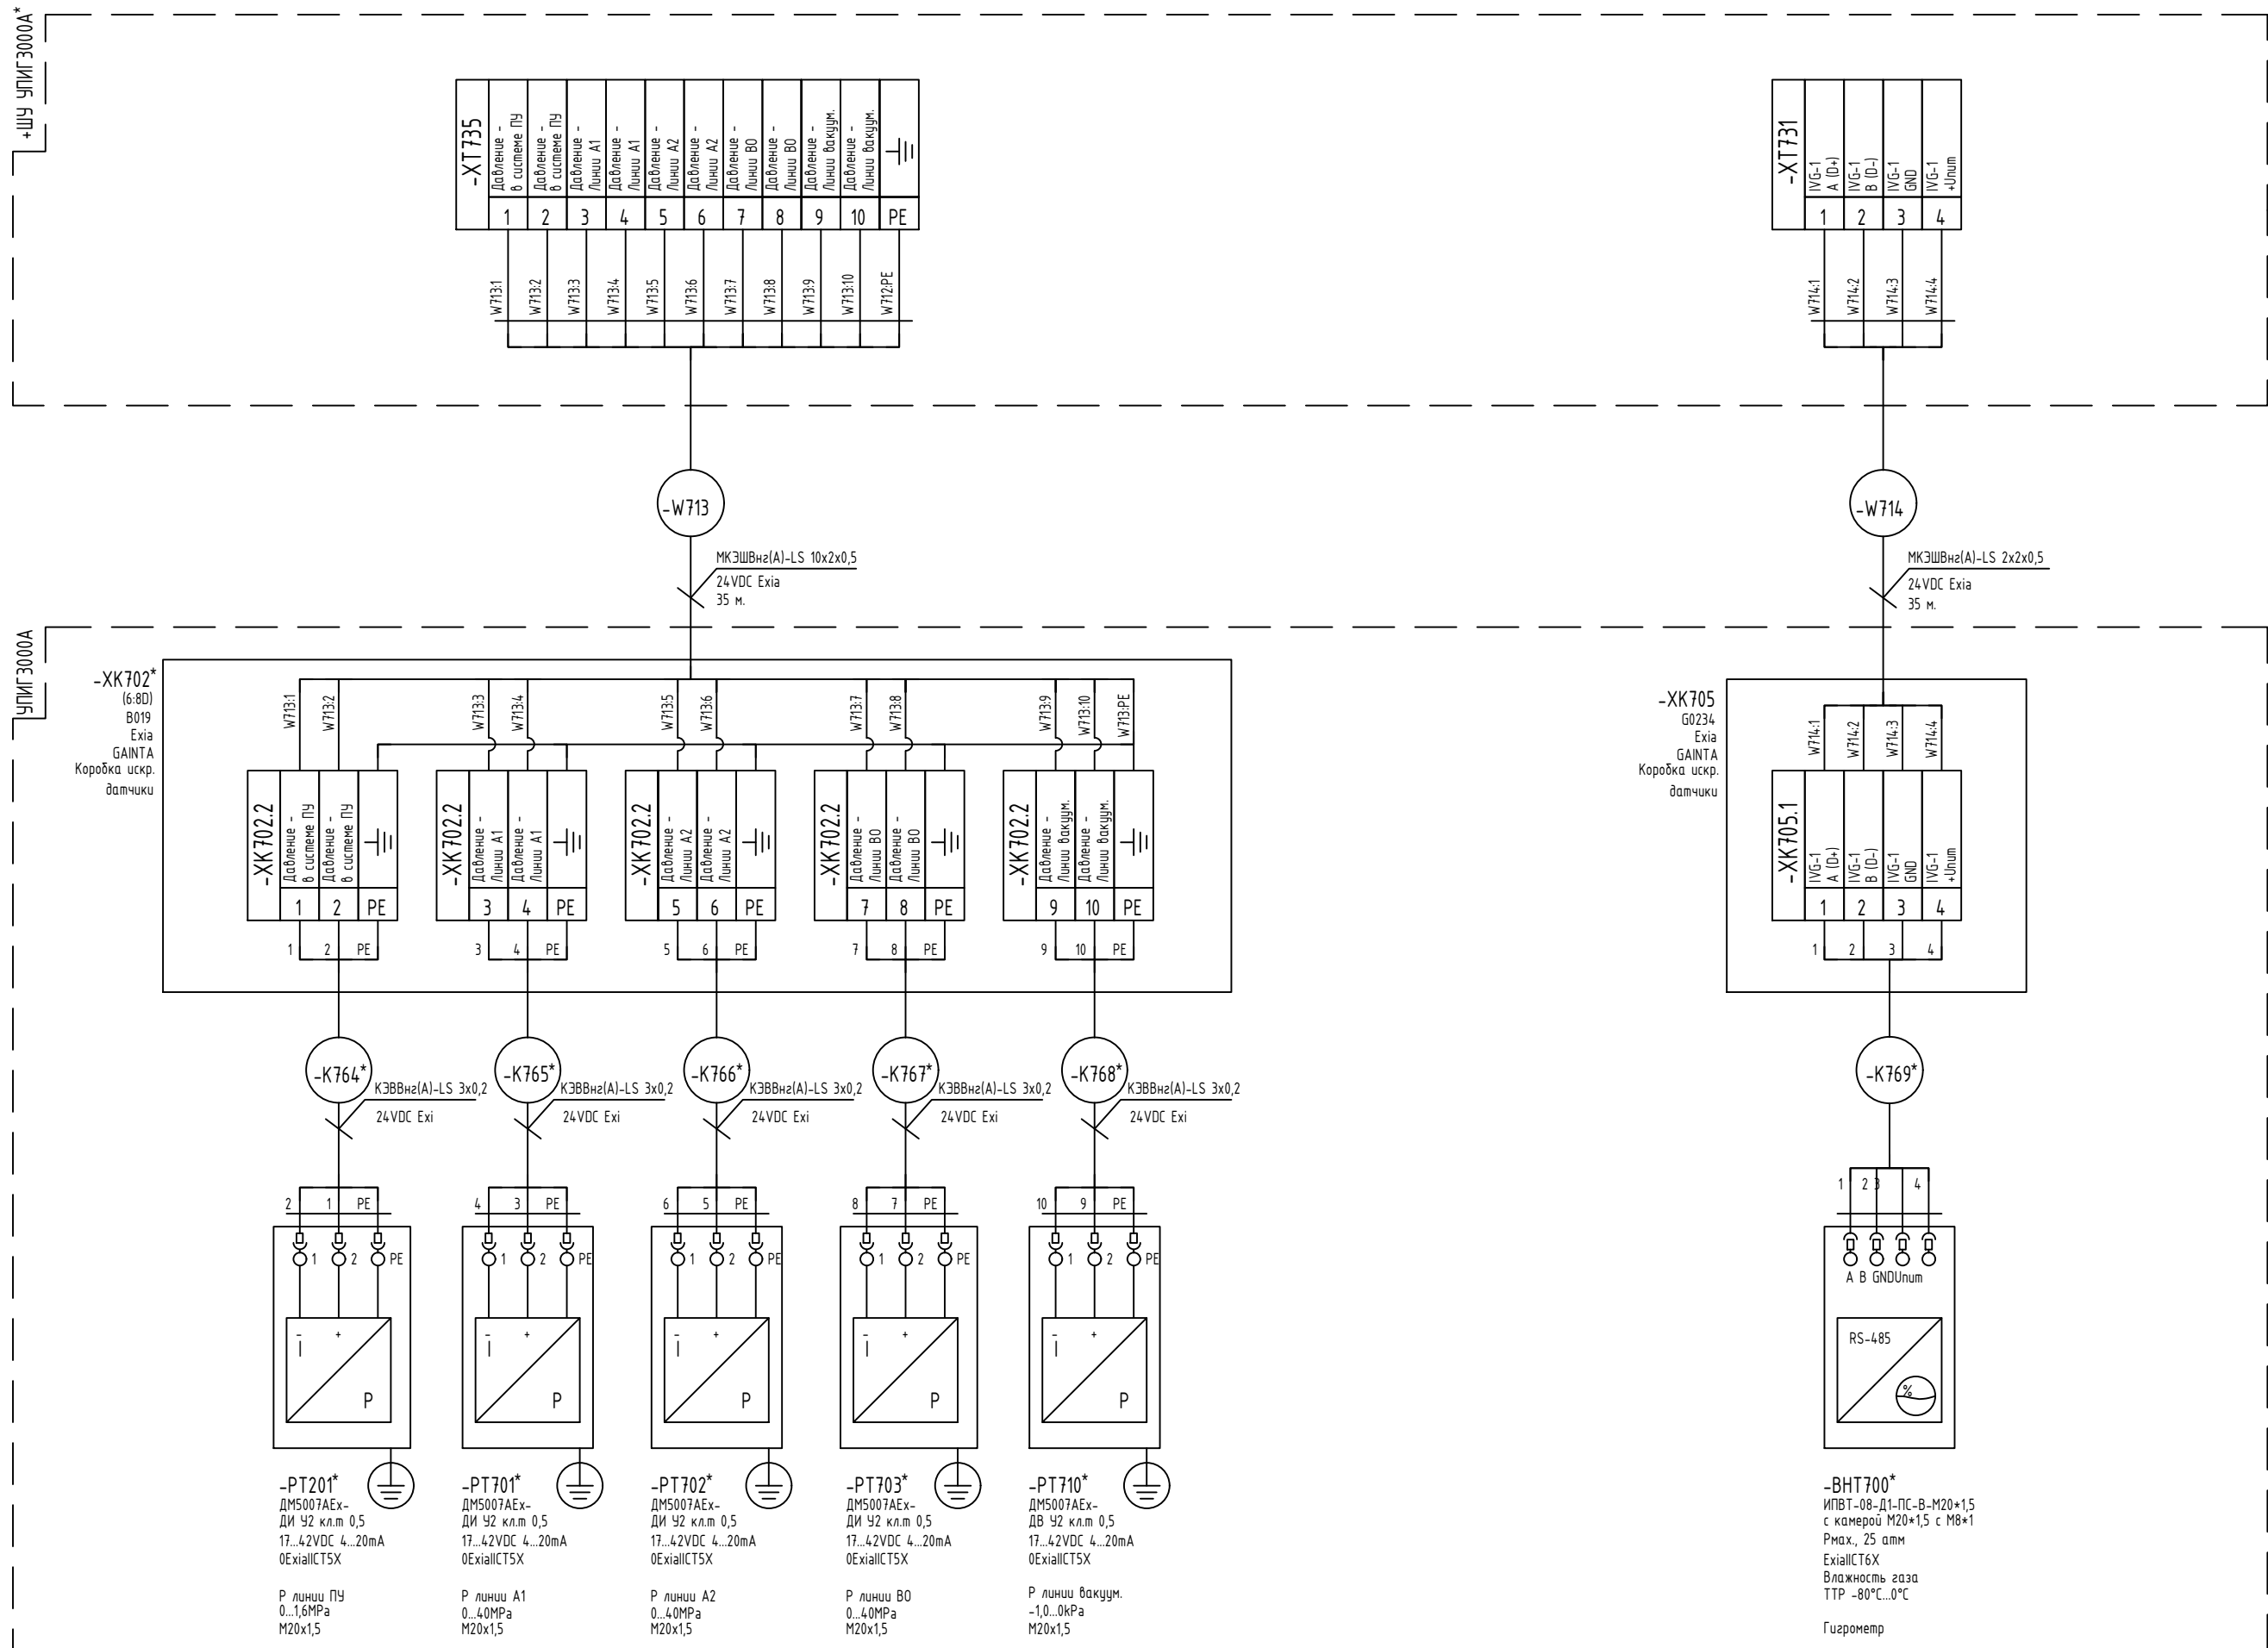 +ШУ УПИГ3000А*
-XT735
Давление -
в системе ПУ
Давление -
в системе ПУ
Давление -
Линии А1
Давление -
Линии А1
Давление -
Линии А2
Давление -
Линии А2
Давление -
Линии ВО
Давление -
Линии ВО
Давление -
Линии вакуум.
Давление -
Линии вакуум.
1 2 3 4 5 6 7 8 9 10 PE
W713:1 W713:2 W713:3 W713:4 W713:5 W713:6 W713:7 W713:8 W713:9 W713:10 W712:PE
-XT731
IVG-1
A (D+)
IVG-1
B (D-)
IVG-1
GND
IVG-1
+Uпит
1 2 3 4
W714:1 W714:2 W714:3 W714:4
-W713
МКЭШВнг(А)-LS 10х2х0,5
24VDC Exia
35 м.
-W714
МКЭШВнг(А)-LS 2х2х0,5
24VDC Exia
35 м.
УПИГ3000А
-XK702*
(6:8D)
B019
Exia
GAINTA
Коробка искр.
датчики
W713:1 W713:2 W713:3 W713:4 W713:5 W713:6 W713:7 W713:8 W713:9 W713:10 W713:PE
-XK702.2
Давление -
в системе ПУ
Давление -
в системе ПУ
1 2 PE
1 2 PE
-XK702.2
Давление -
Линии А1
Давление -
Линии А1
3 4 PE
3 4 PE
-XK702.2
Давление -
Линии А2
Давление -
Линии А2
5 6 PE
5 6 PE
-XK702.2
Давление -
Линии ВО
Давление -
Линии ВО
7 8 PE
7 8 PE
-XK702.2
Давление -
Линии вакуум.
Давление -
Линии вакуум.
9 10 PE
9 10 PE
-XK705
G0234
Exia
GAINTA
Коробка искр.
датчики
W714:1 W714:2 W714:3 W714:4
-XK705.1
IVG-1
A (D+)
IVG-1
B (D-)
IVG-1
GND
IVG-1
+Uпит
1 2 3 4
1 2 3 4
-K764*
КЭВВнг(А)-LS 3х0,2
24VDC Exi
-K765*
КЭВВнг(А)-LS 3х0,2
24VDC Exi
-K766*
КЭВВнг(А)-LS 3х0,2
24VDC Exi
-K767*
КЭВВнг(А)-LS 3х0,2
24VDC Exi
-K768*
КЭВВнг(А)-LS 3х0,2
24VDC Exi
-K769*
2 1 PE
1 2 PE
- +
I
P
-PT201*
ДМ5007АЕх-
ДИ У2 кл.т 0,5
17...42VDC 4...20mA
0ExiaIICT5X
Р линии ПУ
0...1,6MPa
M20x1,5
4 3 PE
1 2 PE
- +
I
P
-PT701*
ДМ5007АЕх-
ДИ У2 кл.т 0,5
17...42VDC 4...20mA
0ExiaIICT5X
Р линии А1
0...40MPa
M20x1,5
6 5 PE
1 2 PE
- +
I
P
-PT702*
ДМ5007АЕх-
ДИ У2 кл.т 0,5
17...42VDC 4...20mA
0ExiaIICT5X
Р линии А2
0...40MPa
M20x1,5
8 7 PE
1 2 PE
- +
I
P
-PT703*
ДМ5007АЕх-
ДИ У2 кл.т 0,5
17...42VDC 4...20mA
0ExiaIICT5X
Р линии ВО
0...40MPa
M20x1,5
10 9 PE
1 2 PE
- +
I
P
-PT710*
ДМ5007АЕх-
ДВ У2 кл.т 0,5
17...42VDC 4...20mA
0ExiaIICT5X
Р линии вакуум.
-1,0...0kPa
M20x1,5
1 2 3 4
A B GNDUпит
RS-485
%
-BHT700*
ИПВТ-08-Д1-ПС-В-М20*1,5
с камерой М20*1,5 с М8*1
Рмах., 25 атм
ExiaIICT6X
Влажность газа
ТТР -80°С...0°С
Гигрометр